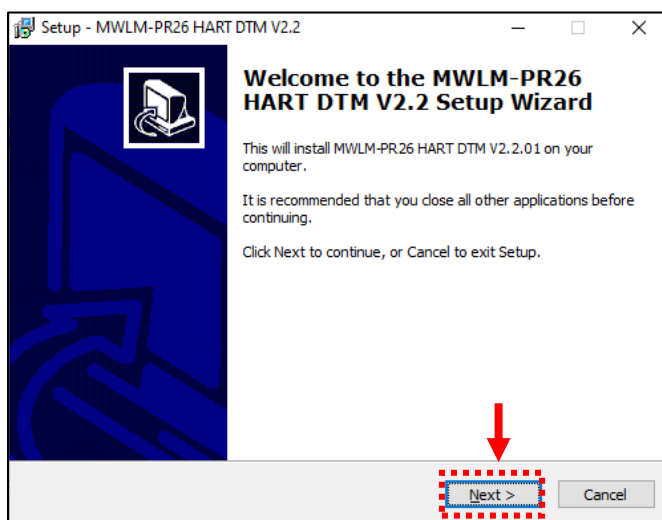 Setup - MWLM-PR26 HART DTM V2.2
Welcome to the MWLM-PR26
HART DTM V2.2 Setup Wizard
This will install MWLM-PR26 HART DTM V2.2.01 on your
computer.
It is recommended that you close all other applications before
continuing.
Click Next to continue, or Cancel to exit Setup.
Next >
Cancel